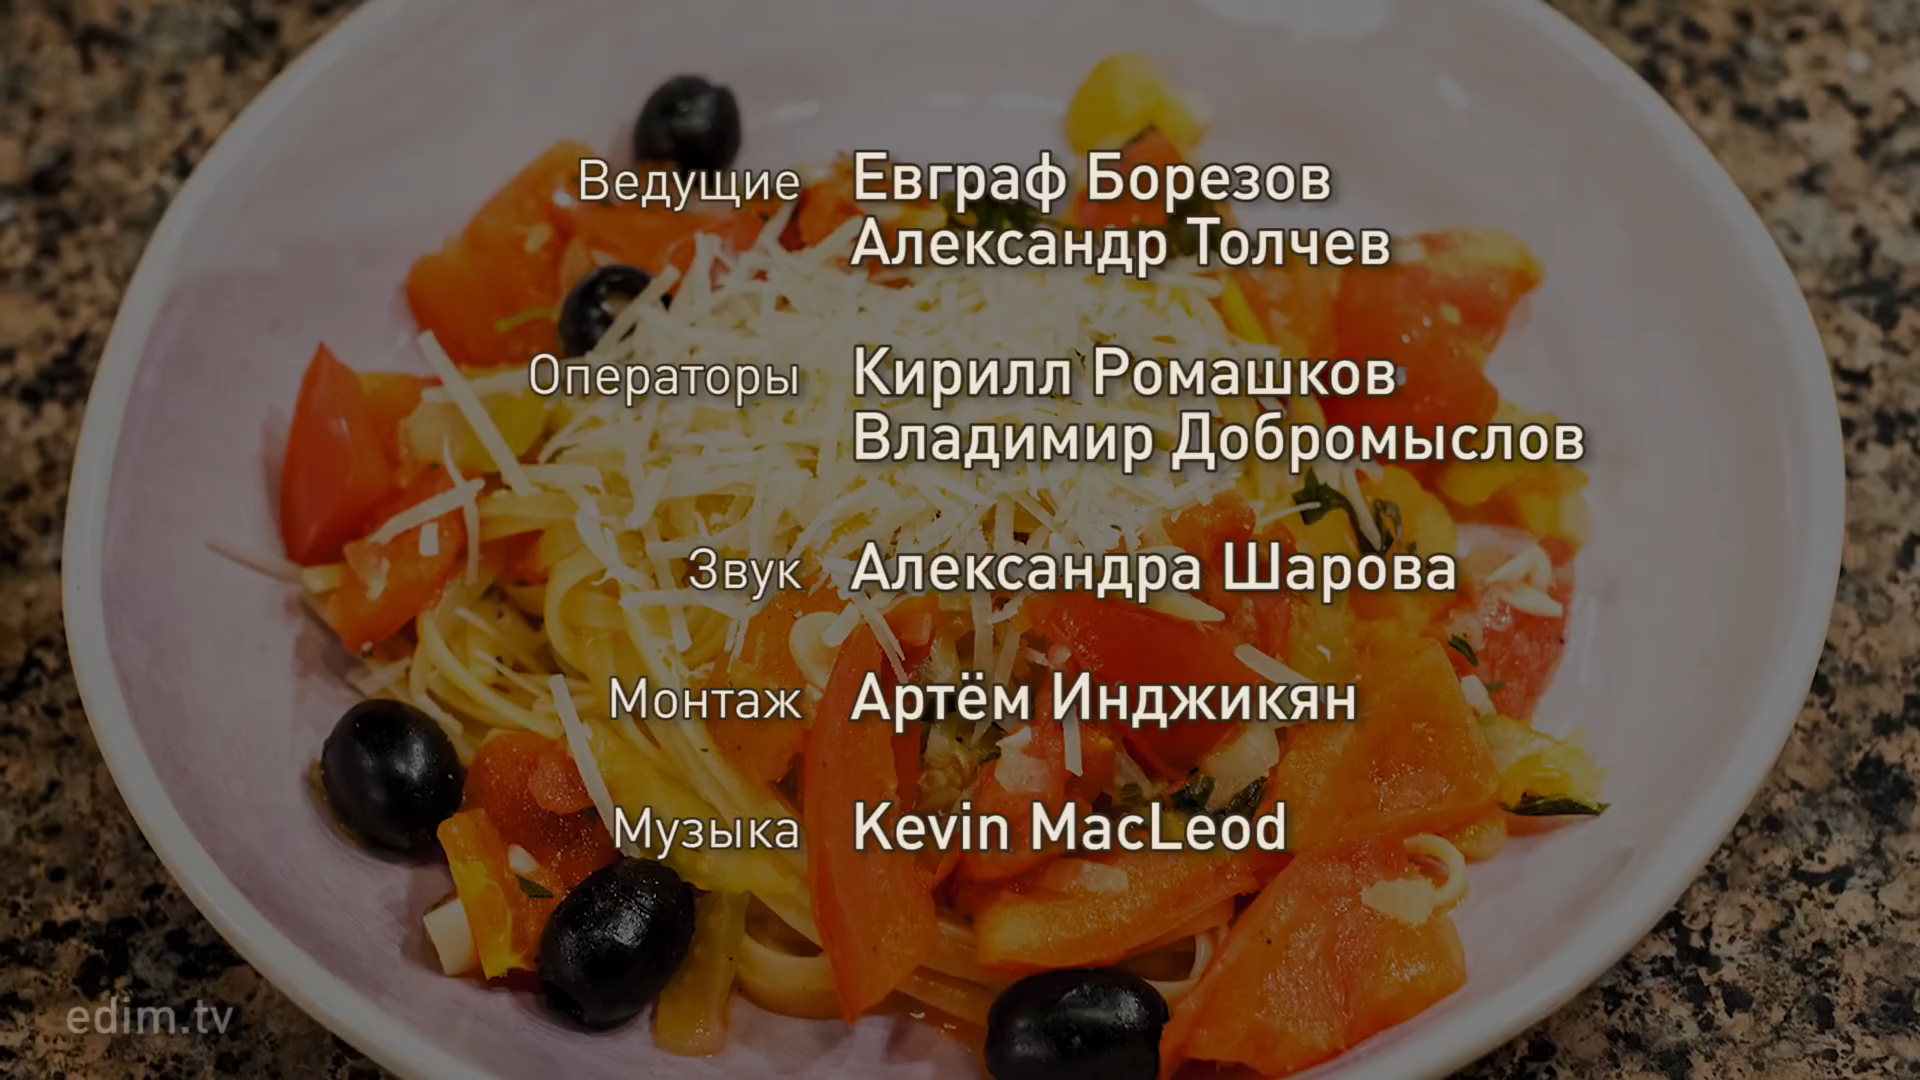 Ведущие Евграф Борезов
Александр Толчев
Операторы Кирилл Ромашков
Владимир Добромыслов
Звук Александра Шарова
Монтаж Артём Инджикян
Музыка Kevin MacLeod
edim.tv